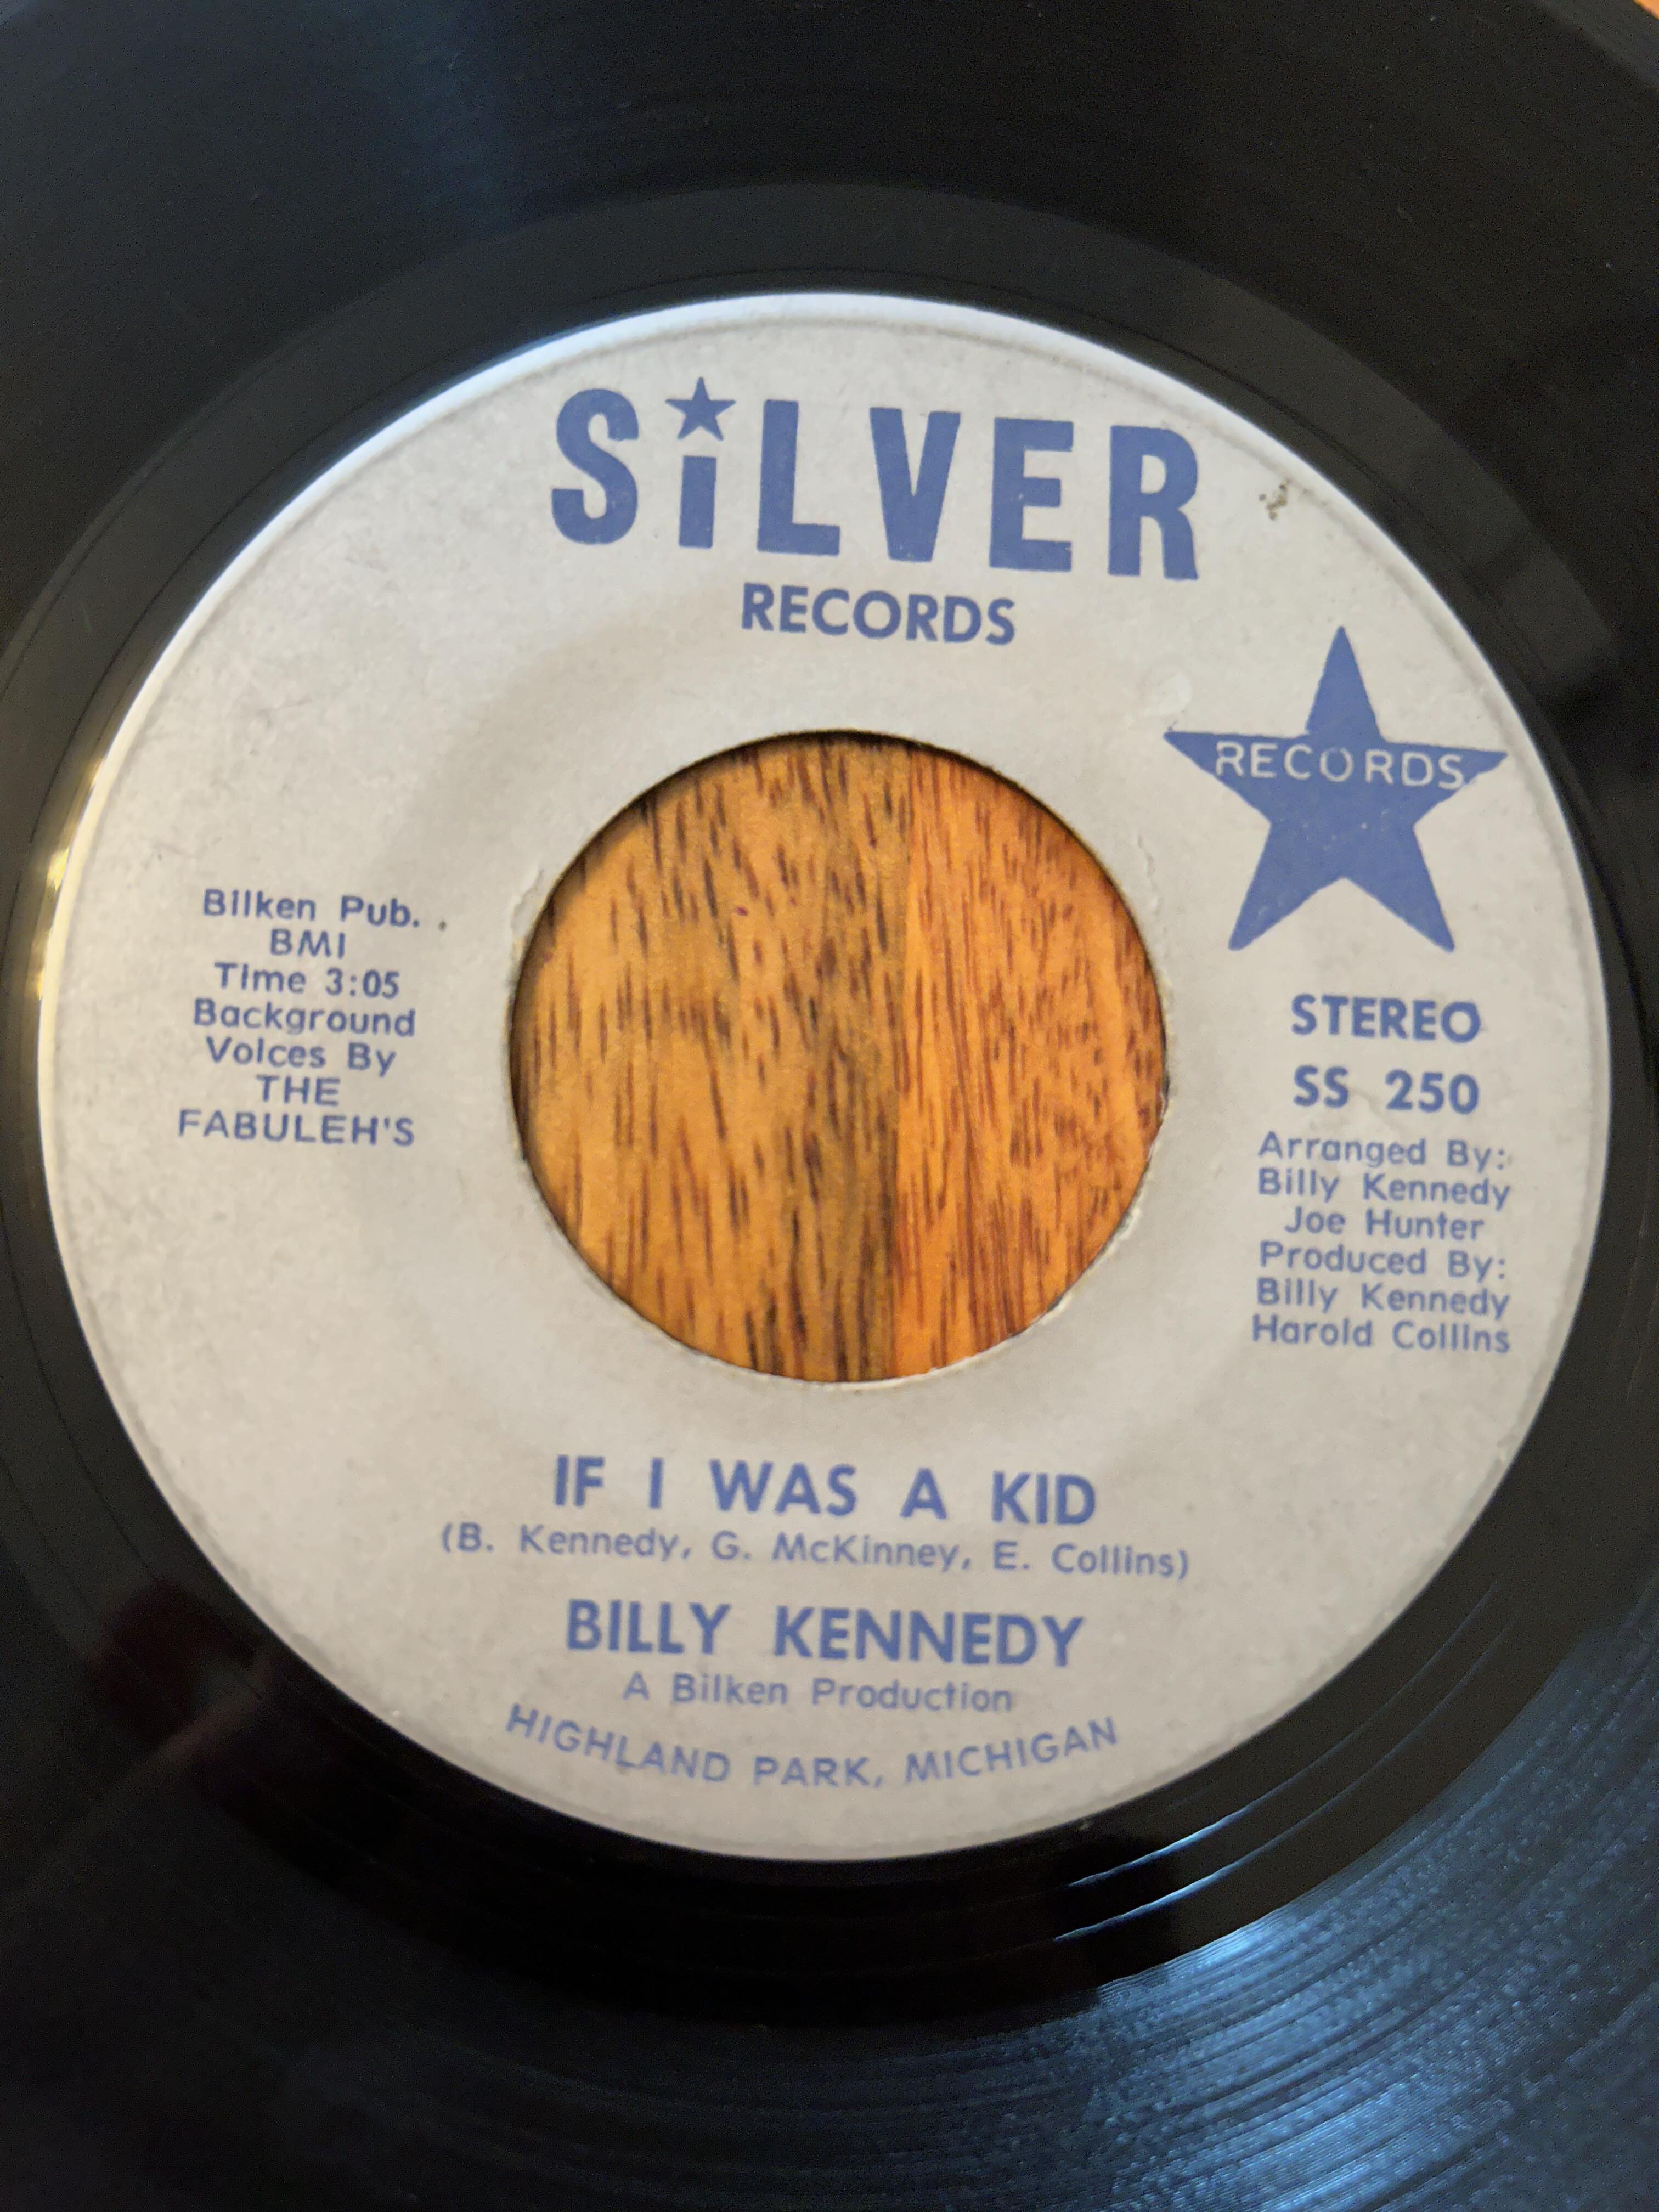 SiLVER
RECORDS
RECORDS
Bilken Pub.
BMI
Time 3:05
Background
Voices By
THE
FABULEH'S
STEREO
SS 250
Arranged By:
Billy Kennedy
Joe Hunter
Produced By:
Billy Kennedy
Harold Collins
IF I WAS A KID
(B. Kennedy, G. McKinney, E. Collins)
BILLY KENNEDY
A Bilken Production
HIGHLAND PARK, MICHIGAN